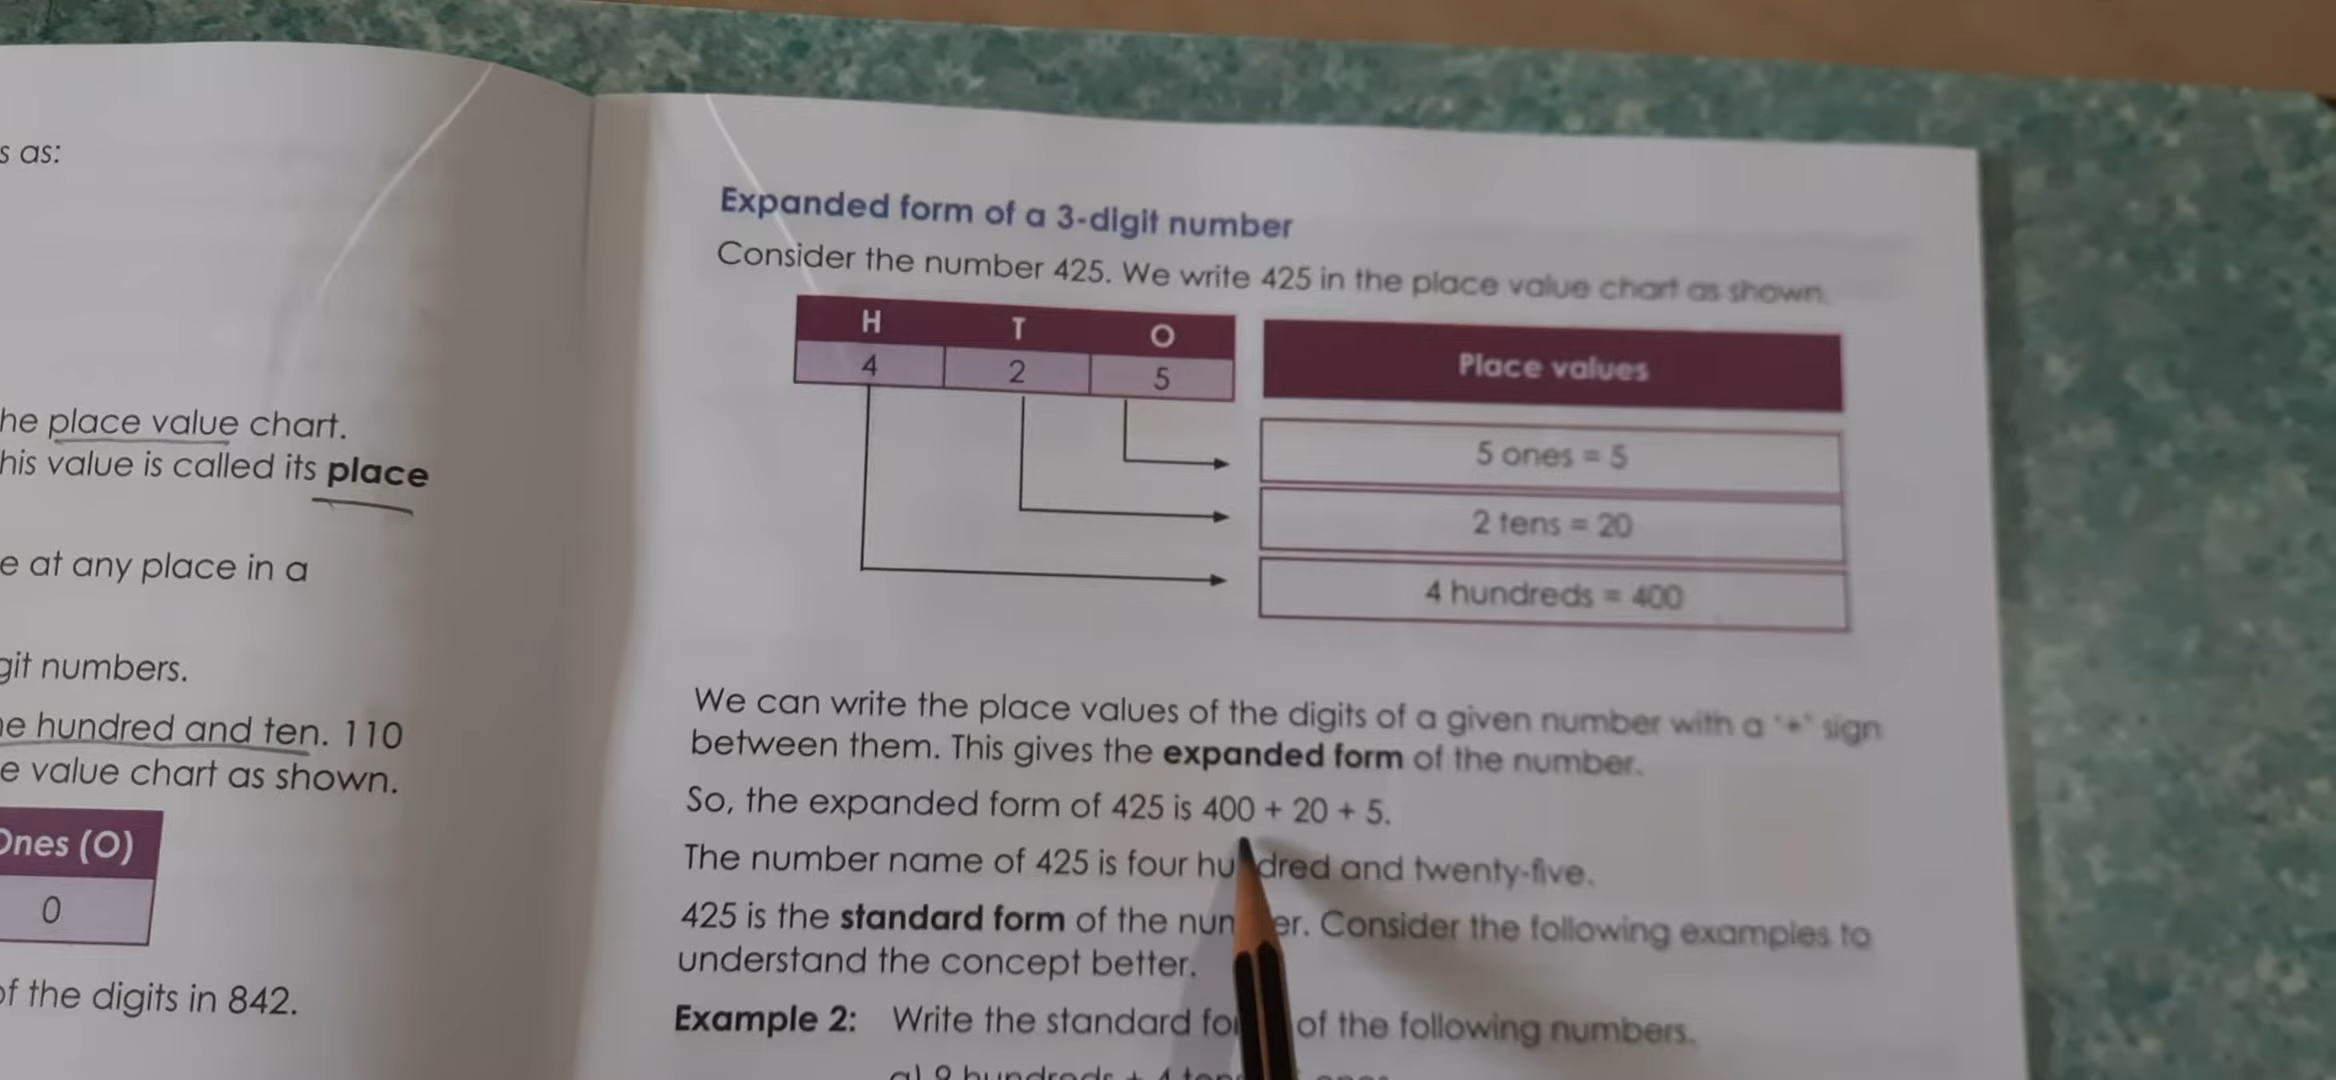 s as:
he place value chart.
his value is called its place
e at any place in a
git numbers.
e hundred and ten. 110
e value chart as shown.
Ones (O)
0
of the digits in 842.
Expanded form of a 3-digit number
Consider the number 425. We write 425 in the place value chart as shown.
H T O
4 2 5
Place values
5 ones = 5
2 tens = 20
4 hundreds = 400
We can write the place values of the digits of a given number with a '+' sign
between them. This gives the expanded form of the number.
So, the expanded form of 425 is 400 + 20 + 5.
The number name of 425 is four hu dred and twenty-five.
425 is the standard form of the num er. Consider the following examples to
understand the concept better.
Example 2: Write the standard fo of the following numbers.
hundreds +